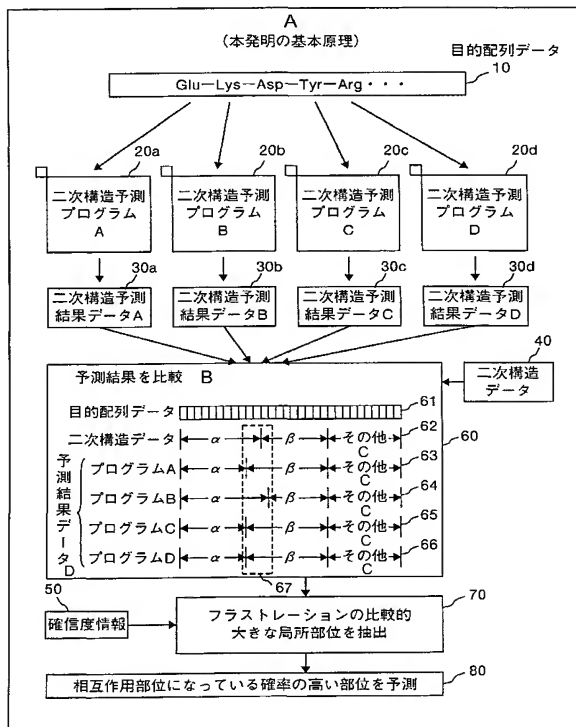 A
(本発明の基本原理)
目的配列データ
10
Glu—Lys—Asp—Tyr—Arg・・・
20a
20b
20c
20d
二次構造予測
プログラム
A
二次構造予測
プログラム
B
二次構造予測
プログラム
C
二次構造予測
プログラム
D
30a
30b
30c
30d
二次構造予測
結果データA
二次構造予測
結果データB
二次構造予測
結果データC
二次構造予測
結果データD
40
二次構造
データ
予測結果を比較 B
60
目的配列データ
61
二次構造データ α β その他 62
C
予測結果データ
D
プログラムA α β その他 63
C
プログラムB α β その他 64
C
プログラムC α β その他 65
C
プログラムD α β その他 66
C
67
50
確信度情報
70
フラストレーションの比較的
大きな局所部位を抽出
80
相互作用部位になっている確率の高い部位を予測